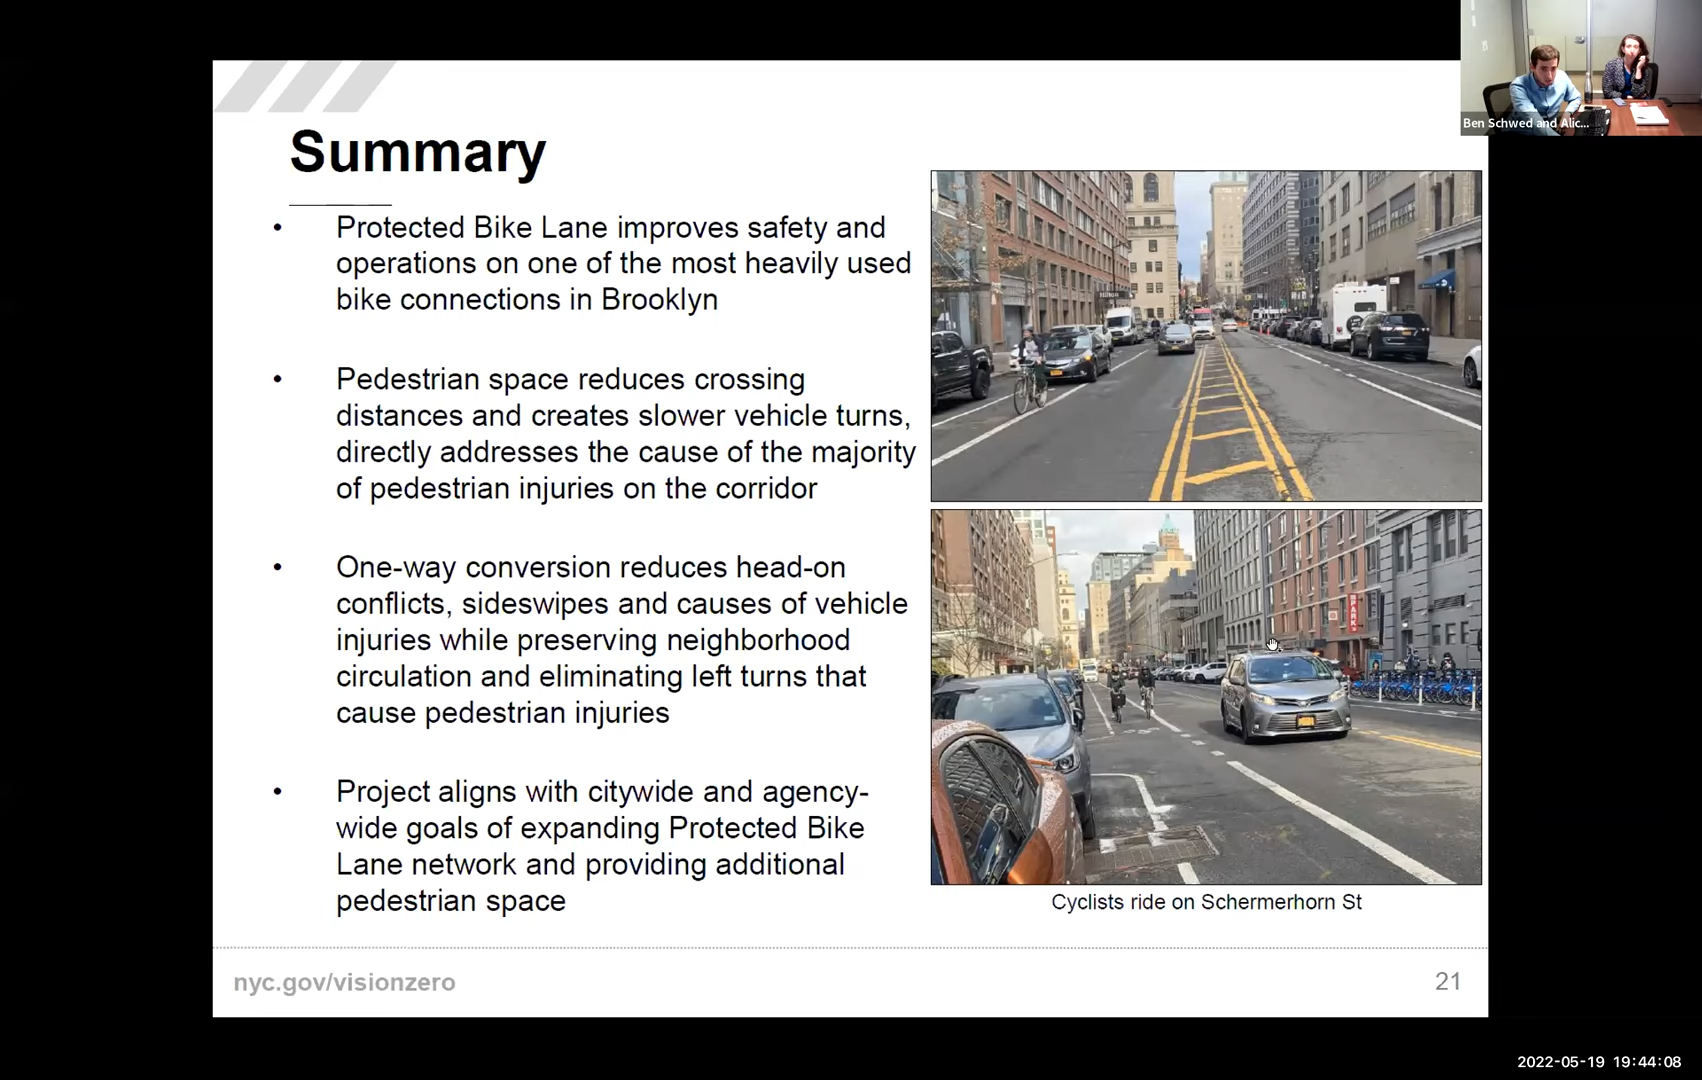 Ben Schwed and Alic...
Summary
• Protected Bike Lane improves safety and
operations on one of the most heavily used
bike connections in Brooklyn
• Pedestrian space reduces crossing
distances and creates slower vehicle turns,
directly addresses the cause of the majority
of pedestrian injuries on the corridor
• One-way conversion reduces head-on
conflicts, sideswipes and causes of vehicle
injuries while preserving neighborhood
circulation and eliminating left turns that
cause pedestrian injuries
• Project aligns with citywide and agency-
wide goals of expanding Protected Bike
Lane network and providing additional
pedestrian space
PARK
Cyclists ride on Schermerhorn St
nyc.gov/visionzero
21
2022-05-19 19:44:08